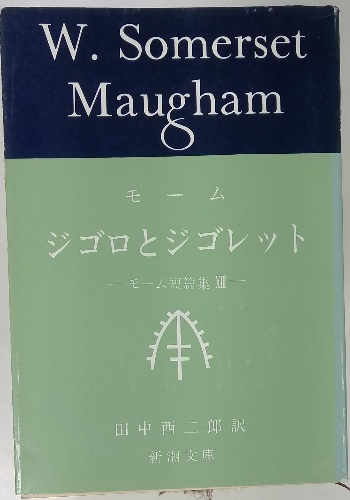 W. Somerset
Maugham
モーム
ジゴロとジゴレット
―モーム短篇集 XIII―
田中西二郎訳
新潮文庫